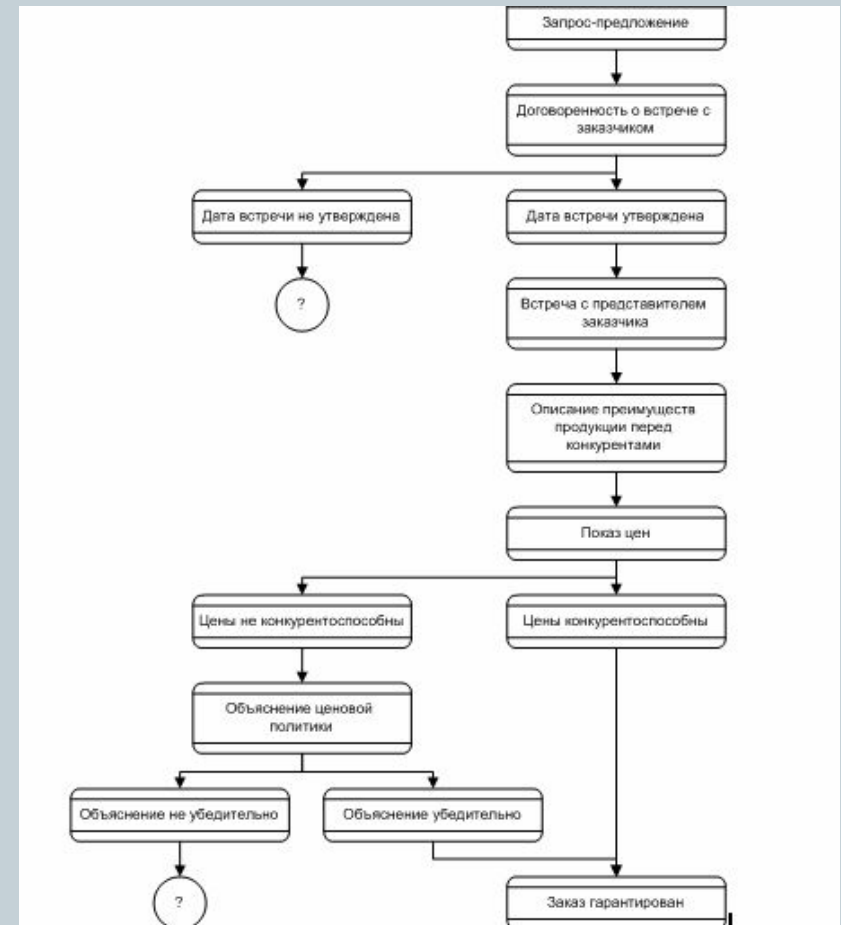 Запрос-предложение
Договоренность о встрече с
заказчиком
Дата встречи не утверждена
Дата встречи утверждена
?
Встреча с представителем
заказчика
Описание преимуществ
продукции перед
конкурентами
Показ цен
Цены не конкурентоспособны
Цены конкурентоспособны
Объяснение ценовой
политики
Объяснение не убедительно
Объяснение убедительно
?
Заказ гарантирован